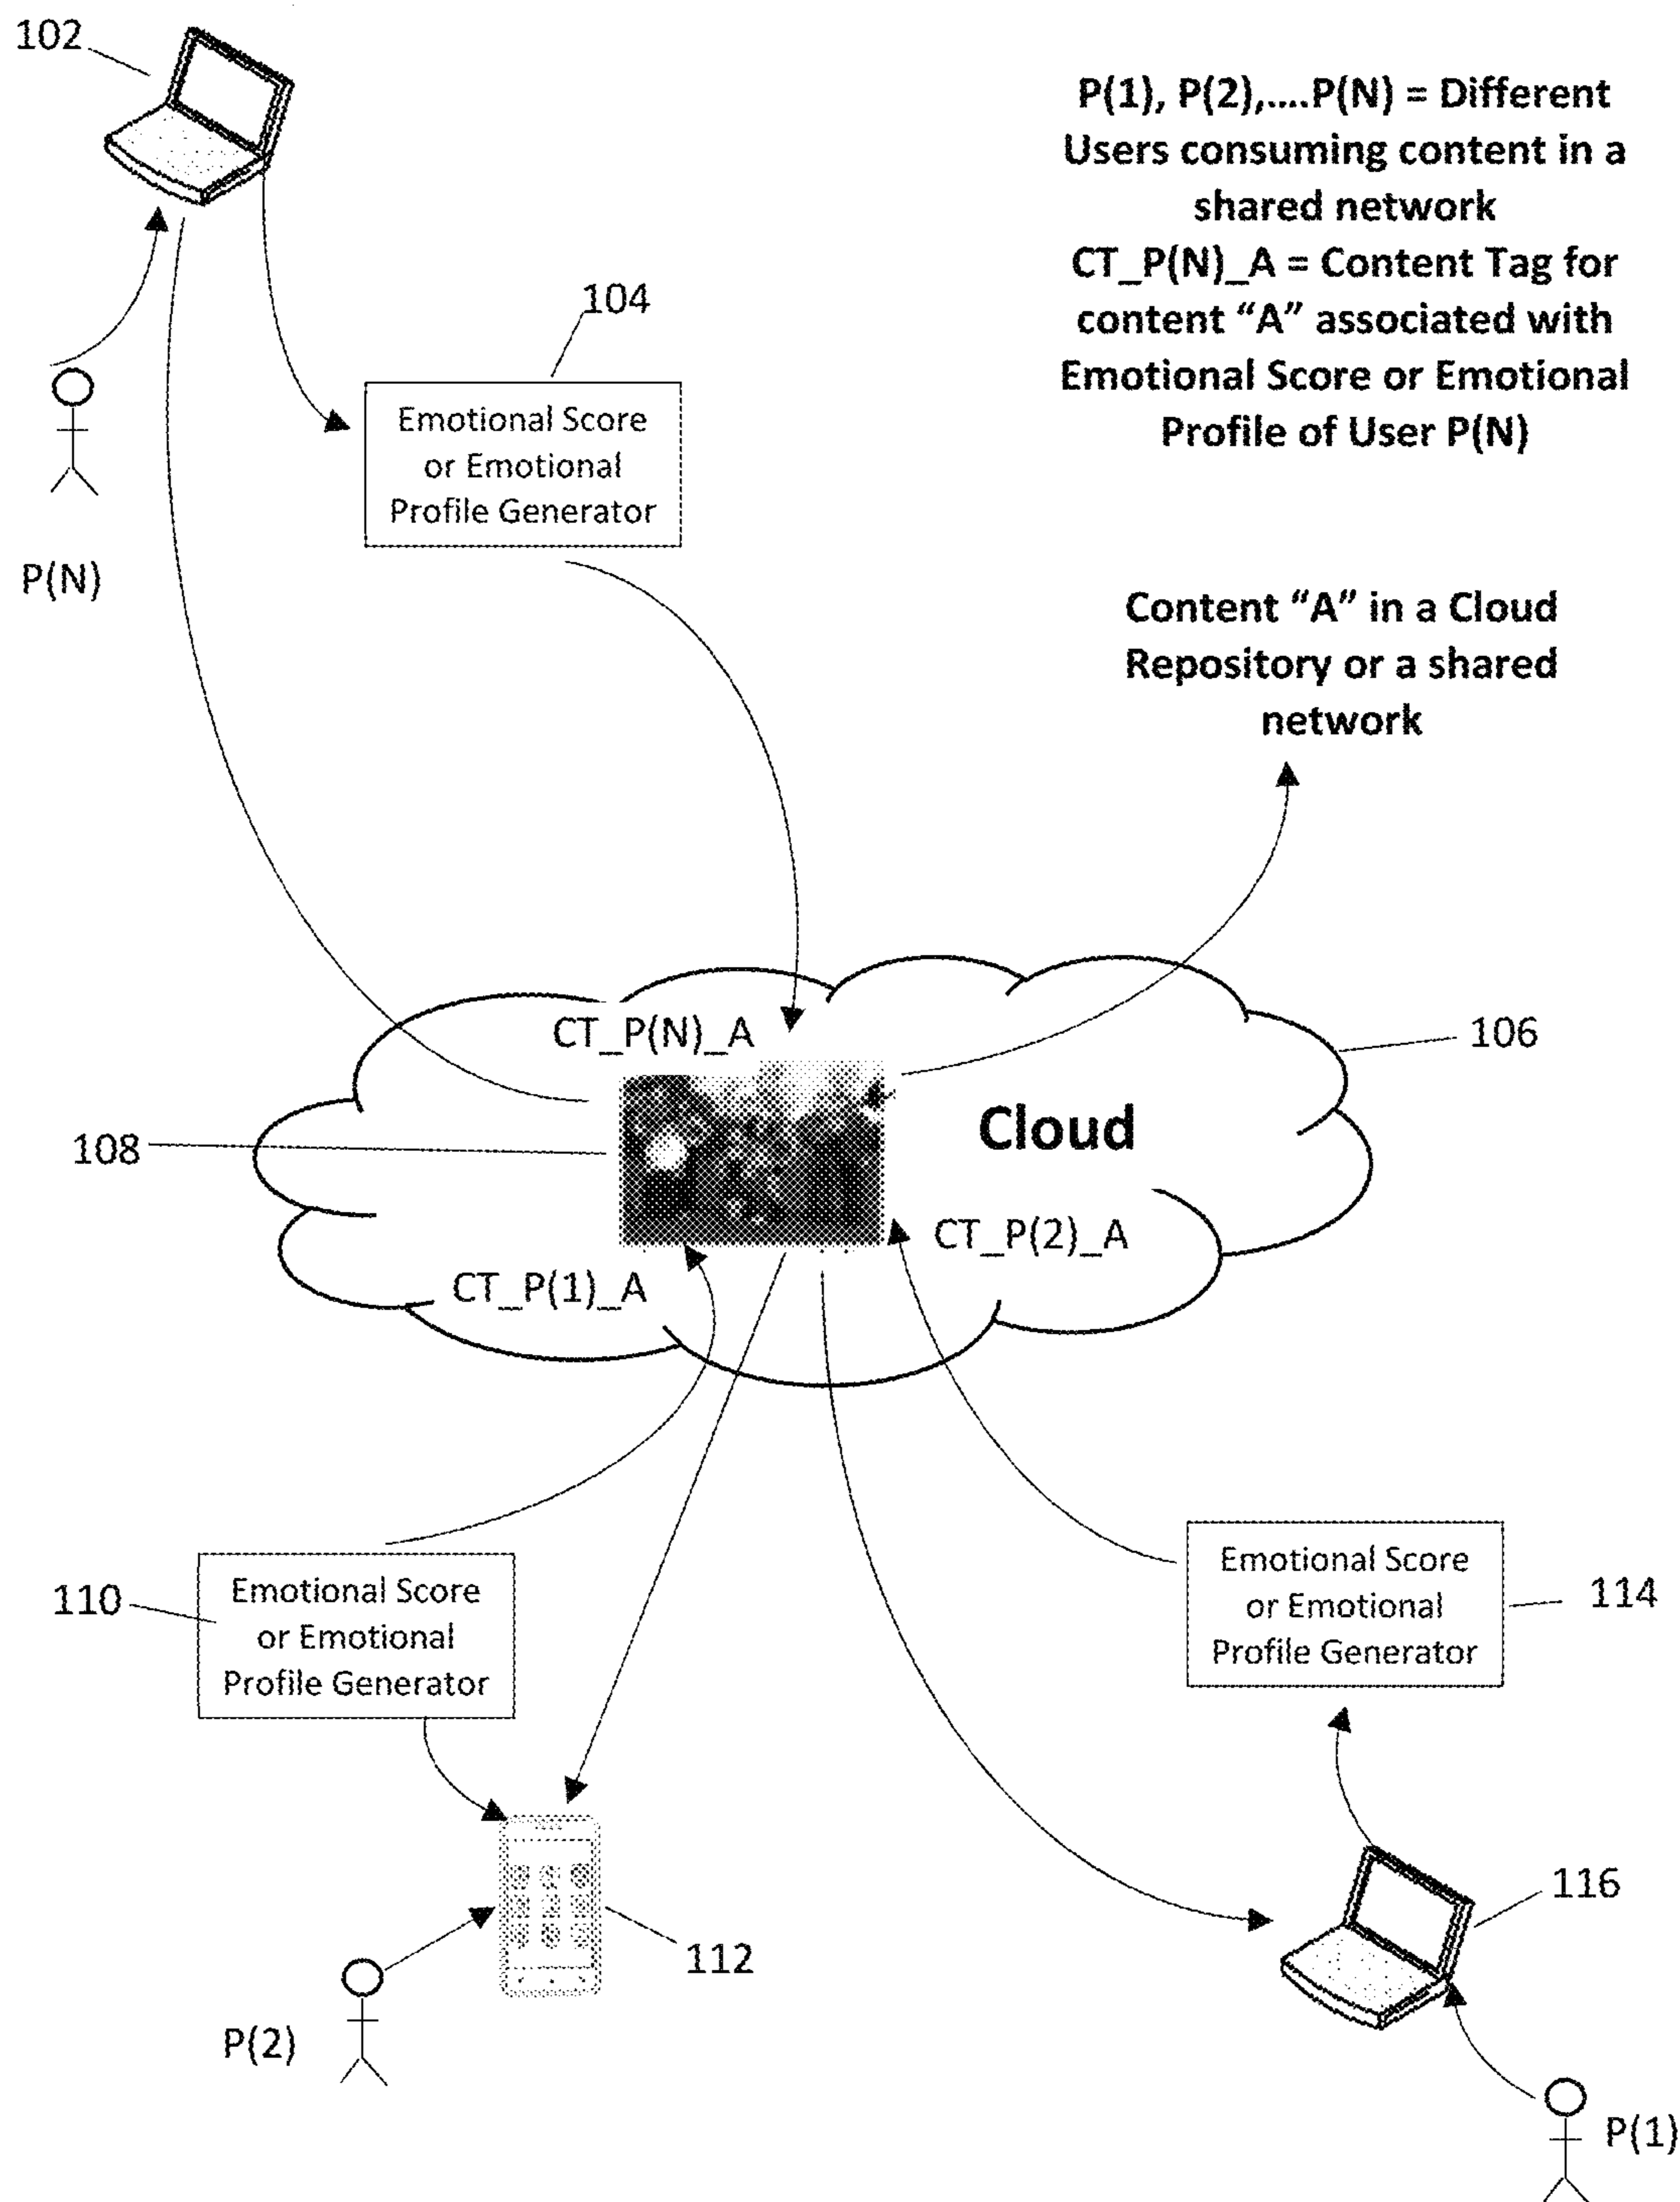 102
P(1), P(2),....P(N) = Different
Users consuming content in a
shared network
CT_P(N)_A = Content Tag for
content “A” associated with
Emotional Score or Emotional
Profile of User P(N)
104
Emotional Score
or Emotional
Profile Generator
P(N)
Content “A” in a Cloud
Repository or a shared
network
CT_P(N)_A
106
Cloud
108
CT_P(2)_A
CT_P(1)_A
110
Emotional Score
or Emotional
Profile Generator
Emotional Score
or Emotional
Profile Generator
114
116
112
P(2)
P(1)